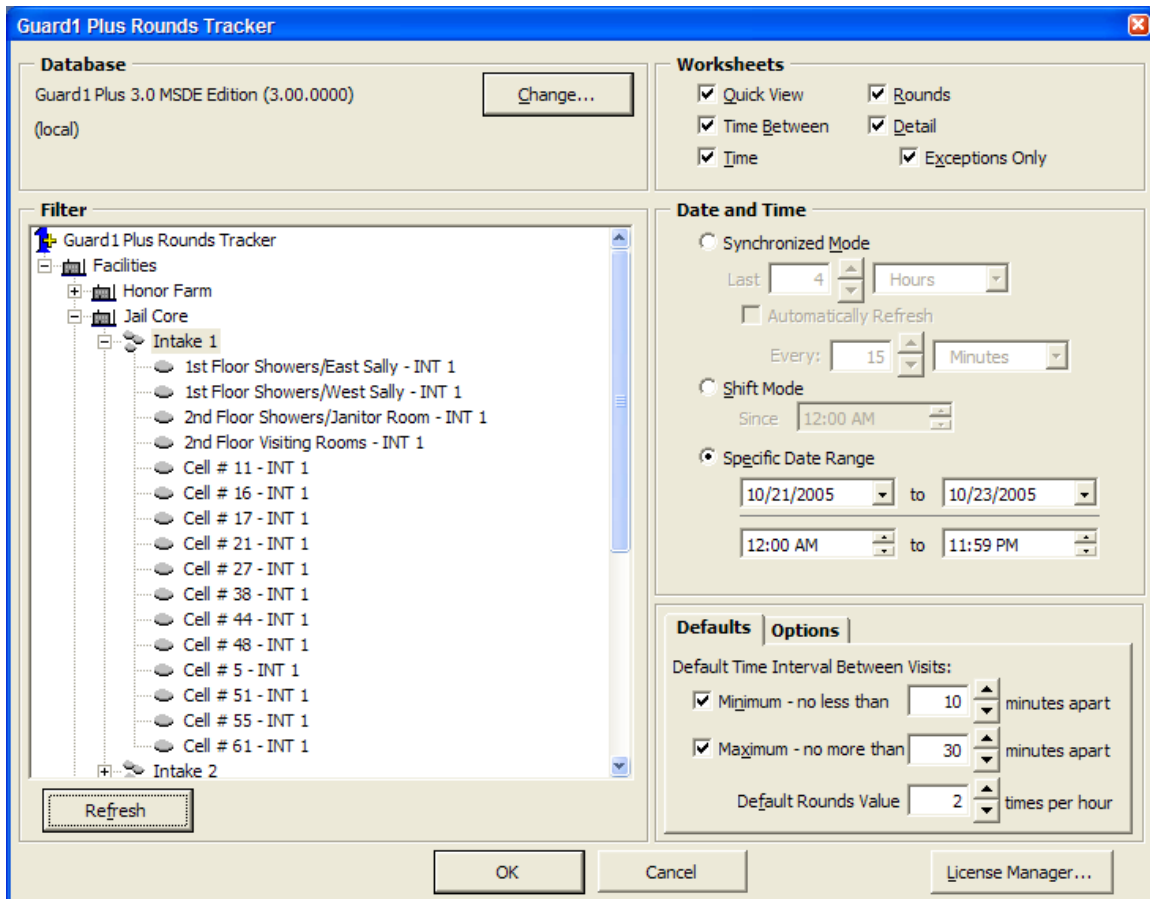 Guard1 Plus Rounds Tracker
Database
Guard1 Plus 3.0 MSDE Edition (3.00.0000)
(local)
Change...
Worksheets
Quick View
Rounds
Time Between
Detail
Time
Exceptions Only
Filter
Guard1 Plus Rounds Tracker
Facilities
Honor Farm
Jail Core
Intake 1
1st Floor Showers/East Sally - INT 1
1st Floor Showers/West Sally - INT 1
2nd Floor Showers/Janitor Room - INT 1
2nd Floor Visiting Rooms - INT 1
Cell # 11 - INT 1
Cell # 16 - INT 1
Cell # 17 - INT 1
Cell # 21 - INT 1
Cell # 27 - INT 1
Cell # 38 - INT 1
Cell # 44 - INT 1
Cell # 48 - INT 1
Cell # 5 - INT 1
Cell # 51 - INT 1
Cell # 55 - INT 1
Cell # 61 - INT 1
Intake 2
Refresh
Date and Time
Synchronized Mode
Last 4 Hours
Automatically Refresh
Every: 15 Minutes
Shift Mode
Since 12:00 AM
Specific Date Range
10/21/2005 to 10/23/2005
12:00 AM to 11:59 PM
Defaults Options
Default Time Interval Between Visits:
Minimum - no less than 10 minutes apart
Maximum - no more than 30 minutes apart
Default Rounds Value 2 times per hour
OK
Cancel
License Manager...